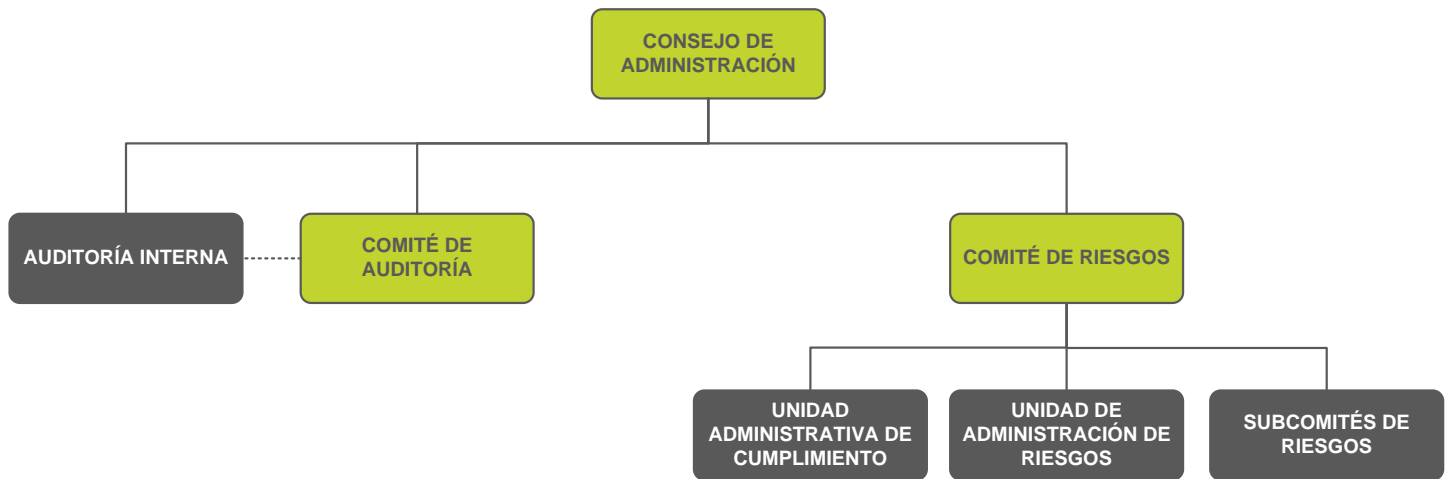 CONSEJO DE
ADMINISTRACIÓN
AUDITORÍA INTERNA
COMITÉ DE
AUDITORÍA
COMITÉ DE RIESGOS
UNIDAD
ADMINISTRATIVA DE
CUMPLIMIENTO
UNIDAD DE
ADMINISTRACIÓN DE
RIESGOS
SUBCOMITÉS DE
RIESGOS